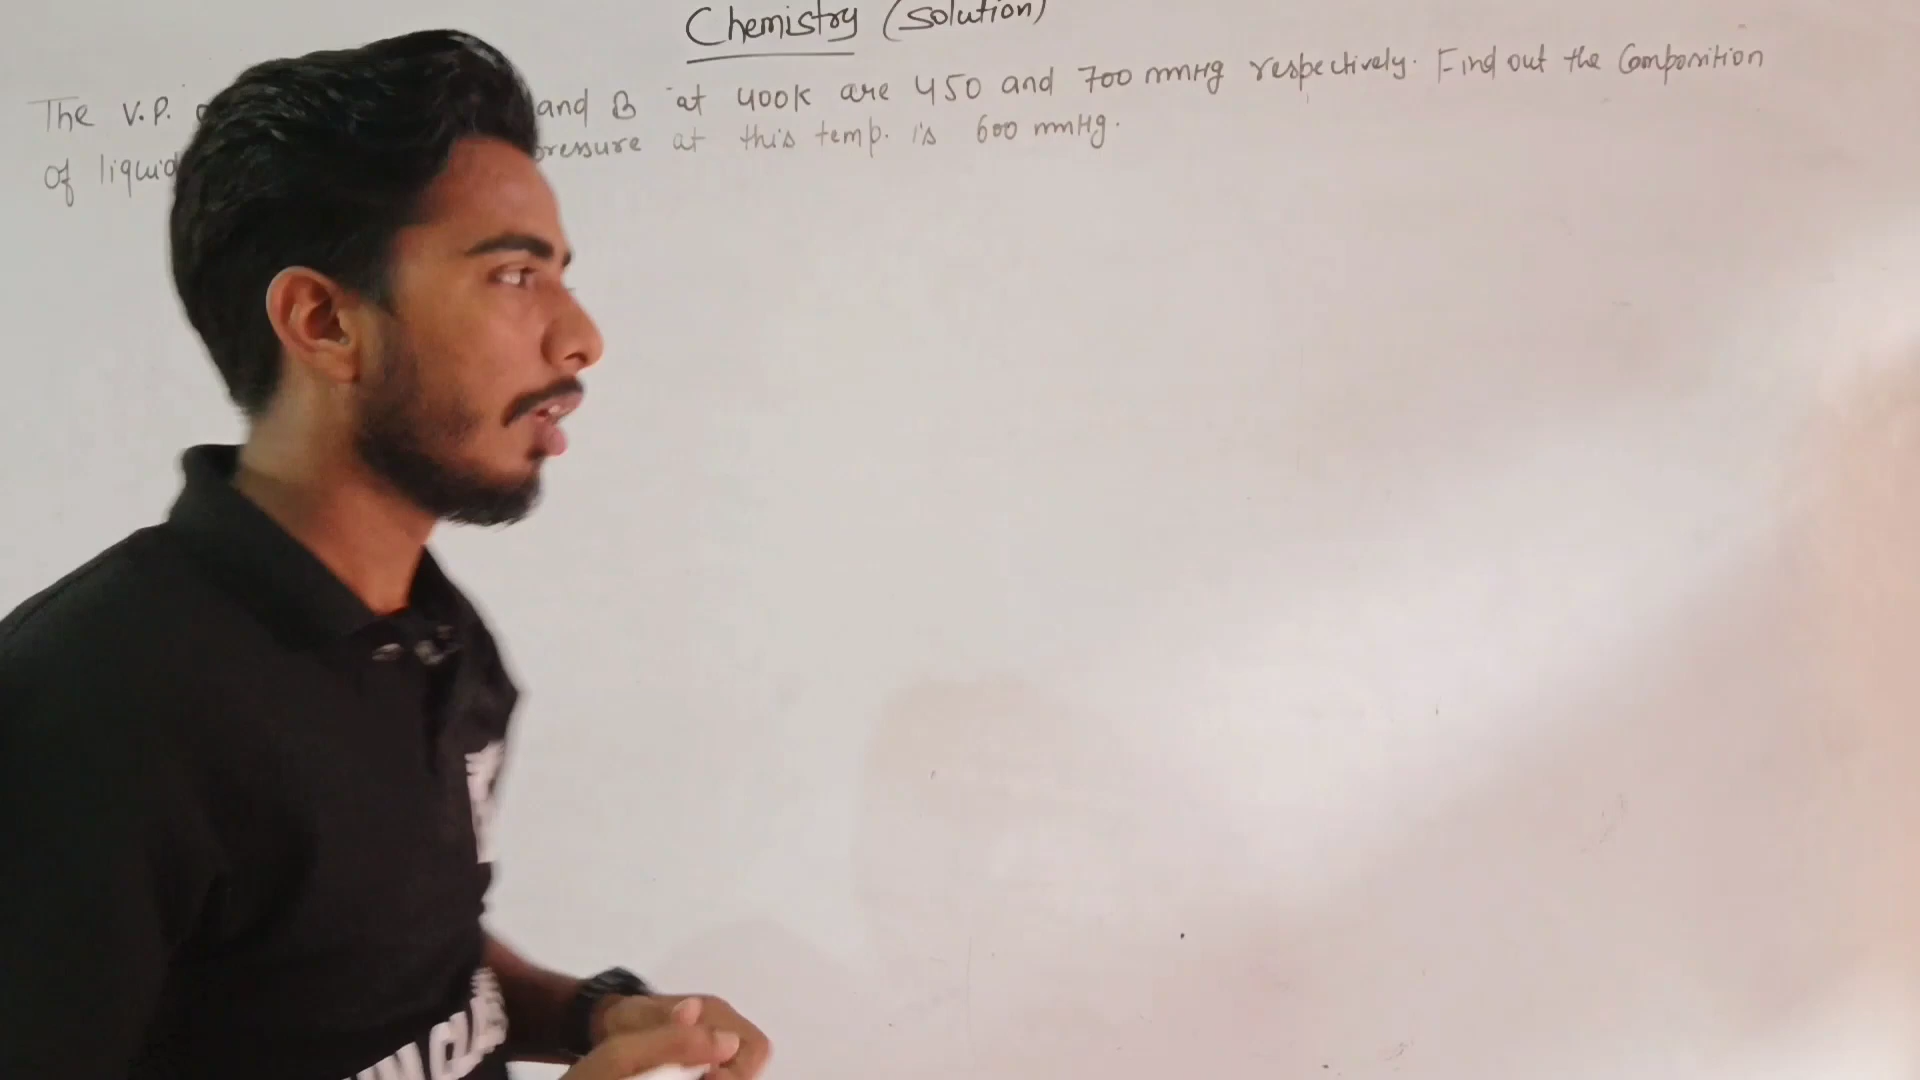 Chemistry (Solution)
The V.P. and B at 400K are 450 and 700 mmHg respectively. Find out the Composition
of liquid pressure at this temp. is 600 mmHg.